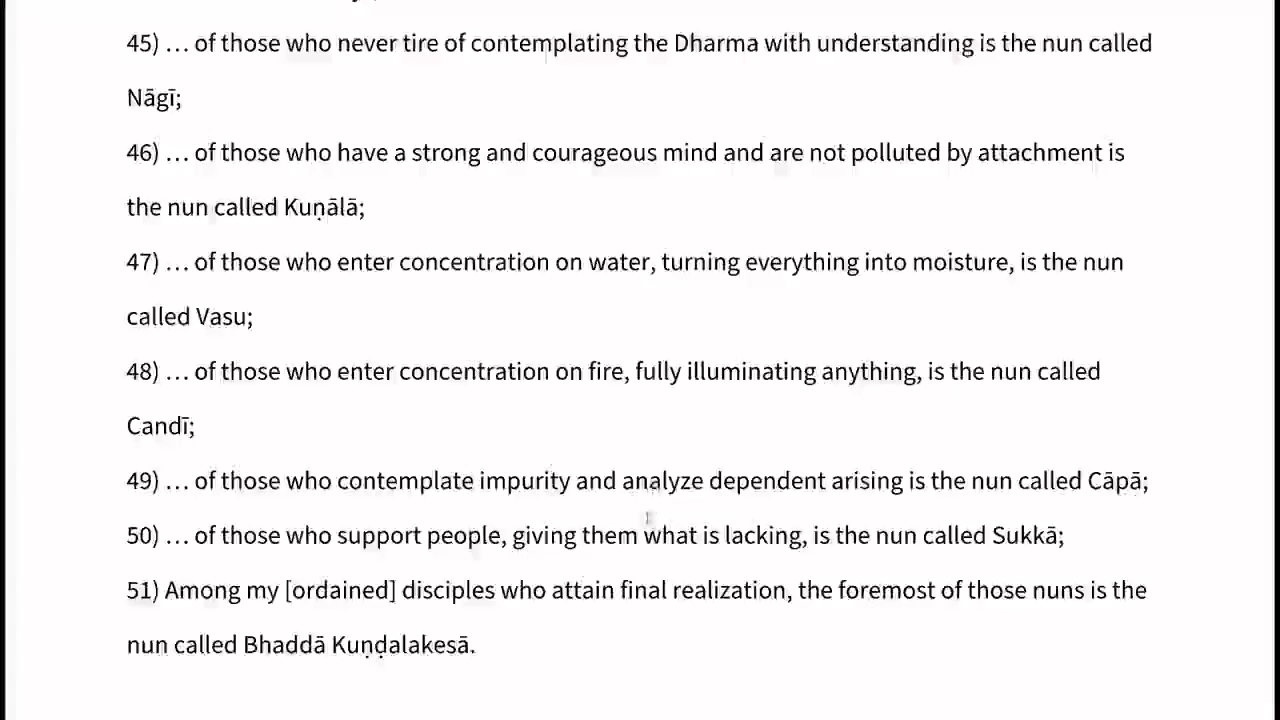 45) … of those who never tire of contemplating the Dharma with understanding is the nun called
Nāgī;
46) … of those who have a strong and courageous mind and are not polluted by attachment is
the nun called Kuṇālā;
47) … of those who enter concentration on water, turning everything into moisture, is the nun
called Vasu;
48) … of those who enter concentration on fire, fully illuminating anything, is the nun called
Candī;
49) … of those who contemplate impurity and analyze dependent arising is the nun called Cāpā;
50) … of those who support people, giving them what is lacking, is the nun called Sukkā;
51) Among my [ordained] disciples who attain final realization, the foremost of those nuns is the
nun called Bhaddā Kuṇḍalakesā.